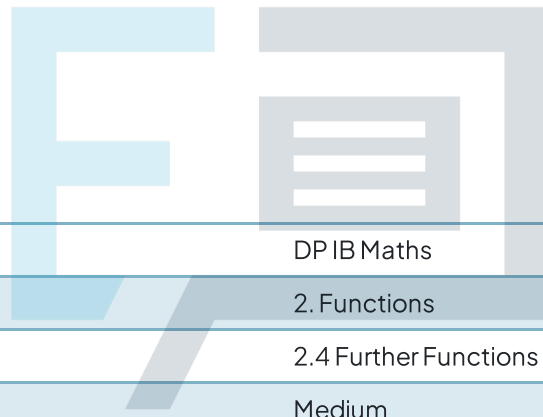 DP IB Maths
2. Functions
2.4 Further Functions
Medium